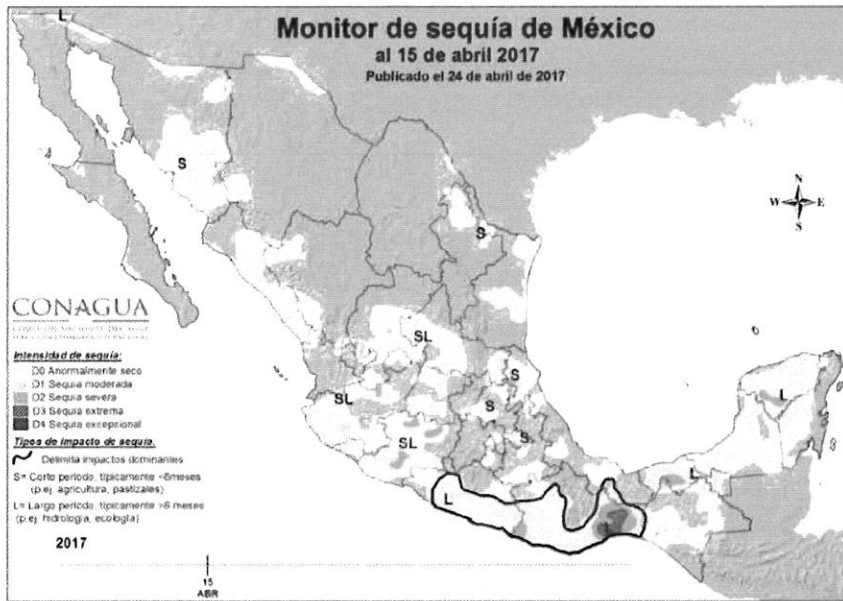 Monitor de sequía de México
al 15 de abril 2017
Publicado el 24 de abril de 2017
L
S
S
N
W E
S
SL
S
SL
S
S
SL
L
L
L
CONAGUA
Intensidad de sequía:
D0 Anormalmente seco
D1 Sequía moderada
D2 Sequía severa
D3 Sequía extrema
D4 Sequía excepcional
Tipos de impacto de sequía.
Delimita impactos dominantes
S= Corto periodo, típicamente <6meses
(p.ej. agricultura, pastizales)
L= Largo periodo, típicamente >6 meses
(p.ej. hidrología, ecología)
2017
15
ABR